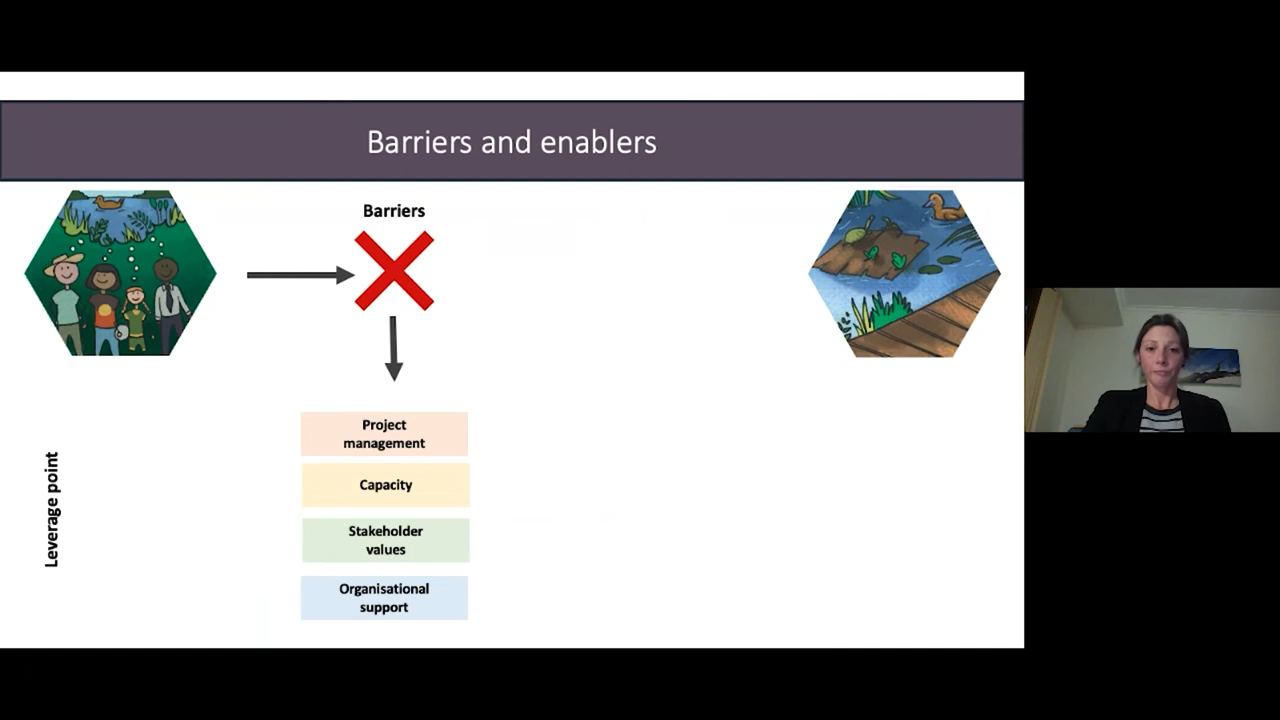 Barriers and enablers
Barriers
Project
management
Capacity
Stakeholder
values
Organisational
support
Leverage point